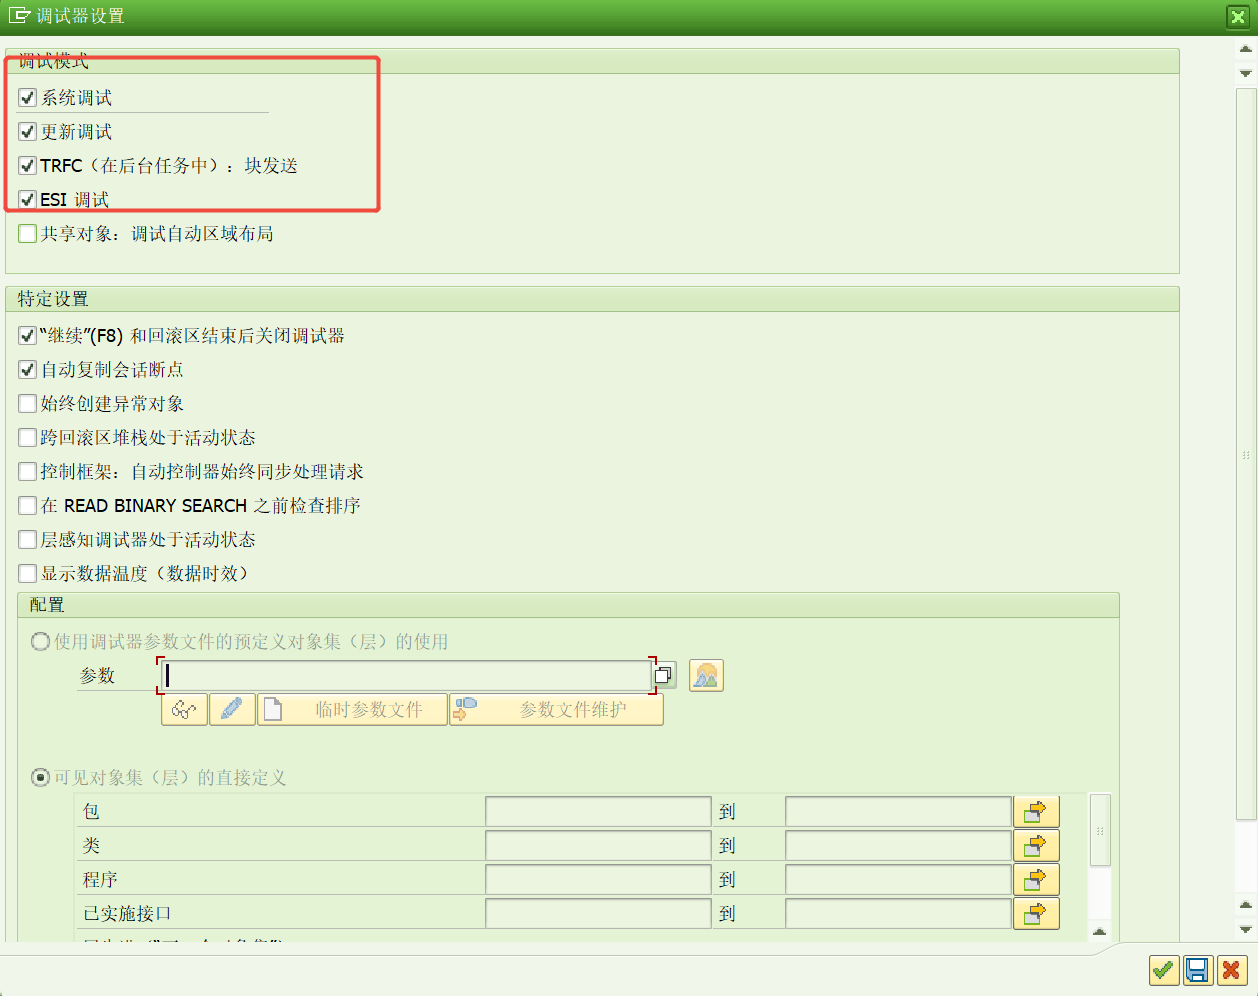 调试器设置
调试模式
系统调试
更新调试
TRFC（在后台任务中）：块发送
ESI 调试
共享对象：调试自动区域布局
特定设置
“继续”(F8) 和回滚区结束后关闭调试器
自动复制会话断点
始终创建异常对象
跨回滚区堆栈处于活动状态
控制框架：自动控制器始终同步处理请求
在 READ BINARY SEARCH 之前检查排序
层感知调试器处于活动状态
显示数据温度（数据时效）
配置
使用调试器参数文件的预定义对象集（层）的使用
参数
临时参数文件 参数文件维护
可见对象集（层）的直接定义
包 到
类 到
程序 到
已实施接口 到